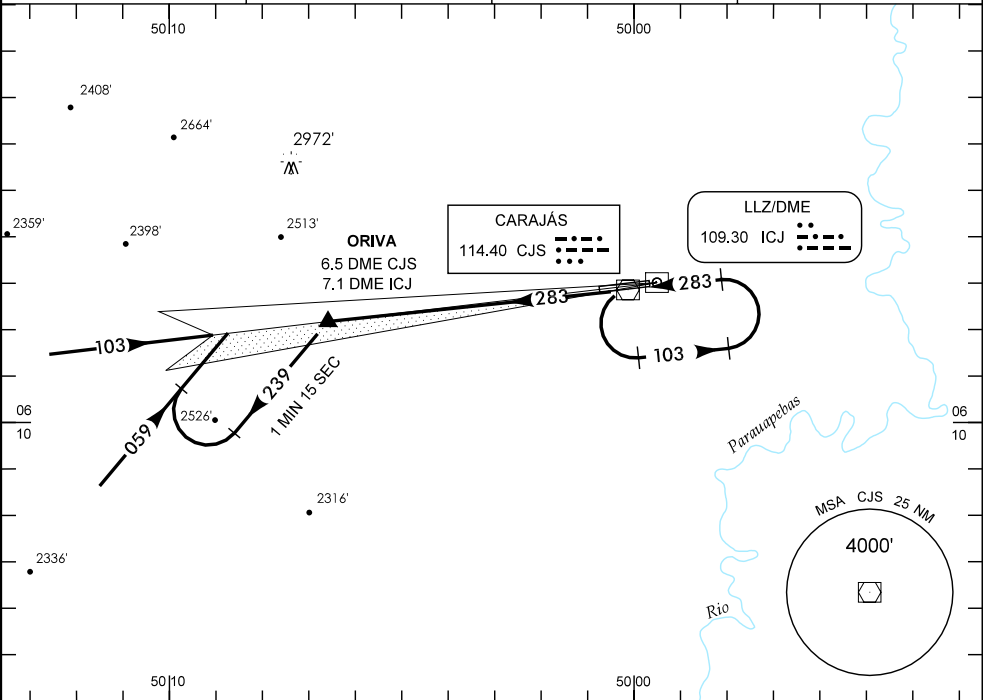 50 10
50 00
2408'
2664'
2972'
2359'
2398'
2513'
ORIVA
6.5 DME CJS
7.1 DME ICJ
CARAJÁS
114.40 CJS
LLZ/DME
109.30 ICJ
283
283
103
103
239
1 MIN 15 SEC
059
2526'
06
10
06
10
Parauapebas
2316'
2336'
MSA CJS 25 NM
4000'
Rio
50 10
50 00